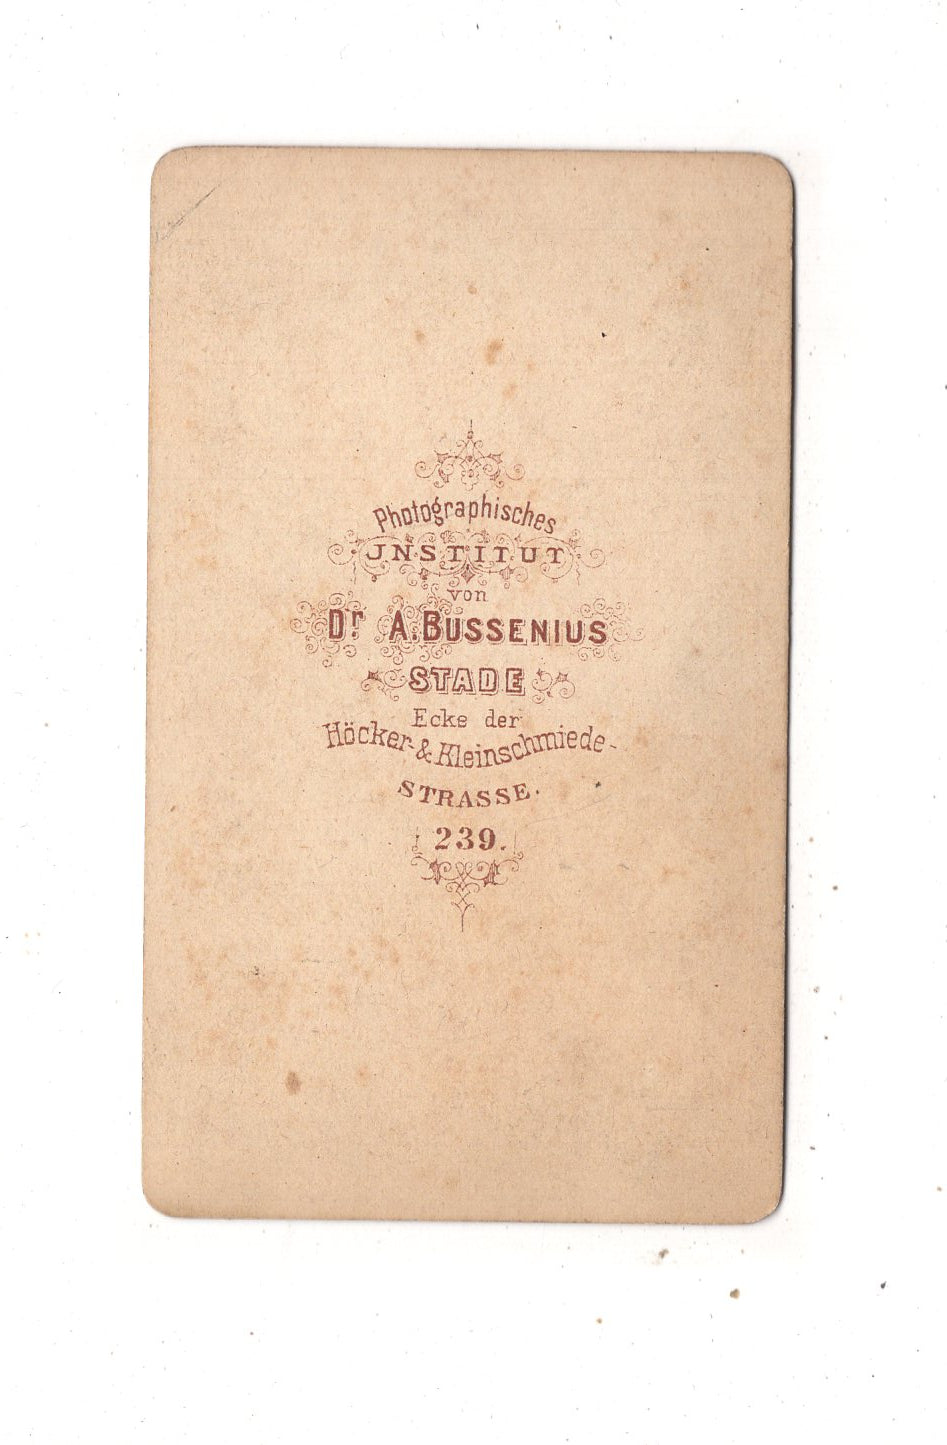 Photographisches
JNSTITUT
von
Dr A. BUSSENIUS
STADE
Ecke der
Höcker- & Kleinschmiede-
STRASSE.
239.